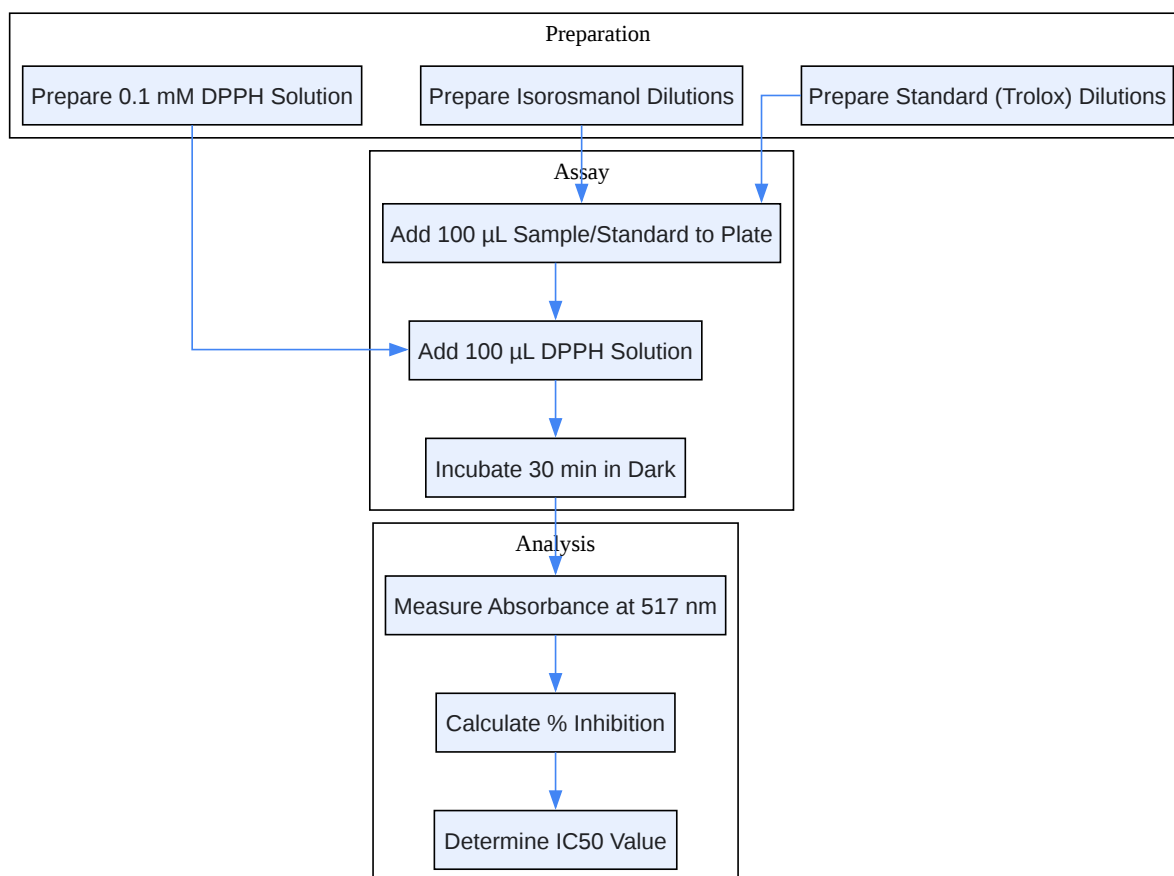 Preparation
Prepare 0.1 mM DPPH Solution
Prepare Isorosmanol Dilutions
Prepare Standard (Trolox) Dilutions
Assay
Add 100 µL Sample/Standard to Plate
Add 100 µL DPPH Solution
Incubate 30 min in Dark
Analysis
Measure Absorbance at 517 nm
Calculate % Inhibition
Determine IC50 Value